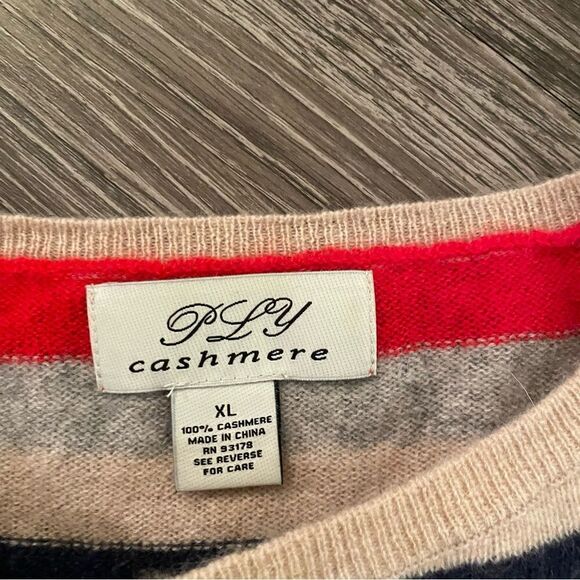 PLY
cashmere
XL
100% CASHMERE
MADE IN CHINA
RN 93178
SEE REVERSE
FOR CARE